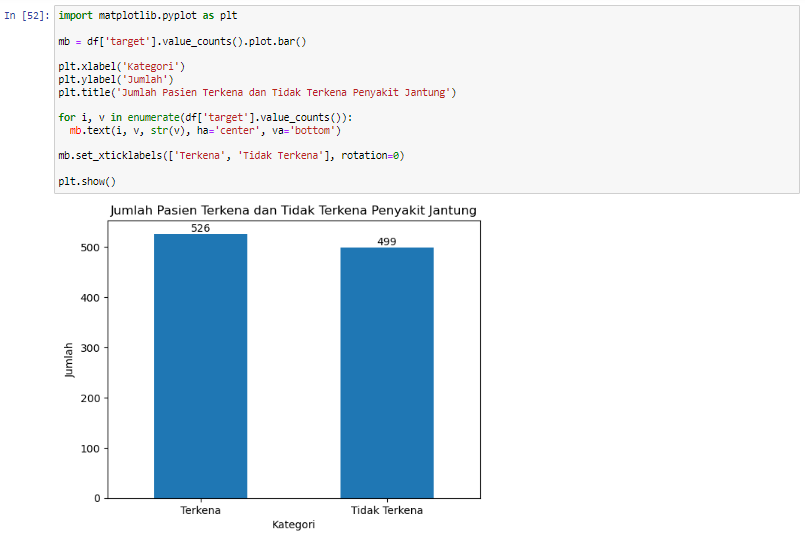 In [52]: import matplotlib.pyplot as plt
mb = df['target'].value_counts().plot.bar()
plt.xlabel('Kategori')
plt.ylabel('Jumlah')
plt.title('Jumlah Pasien Terkena dan Tidak Terkena Penyakit Jantung')
for i, v in enumerate(df['target'].value_counts()):
  mb.text(i, v, str(v), ha='center', va='bottom')
mb.set_xticklabels(['Terkena', 'Tidak Terkena'], rotation=0)
plt.show()
Jumlah Pasien Terkena dan Tidak Terkena Penyakit Jantung
526
499
500
400
300
200
100
0
Jumlah
Terkena
Tidak Terkena
Kategori